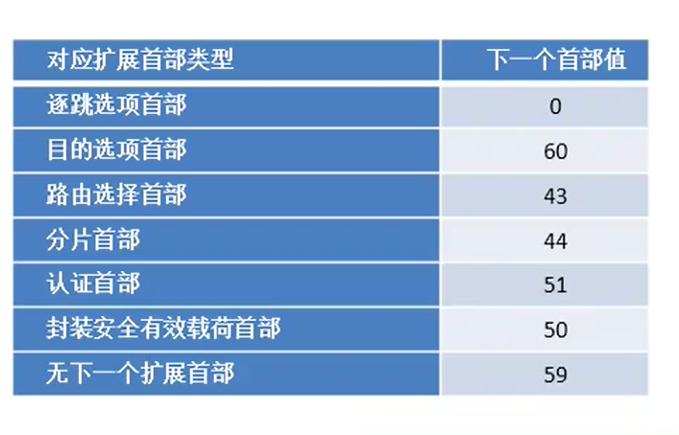 对应扩展首部类型 下一个首部值
逐跳选项首部 0
目的选项首部 60
路由选择首部 43
分片首部 44
认证首部 51
封装安全有效载荷首部 50
无下一个扩展首部 59